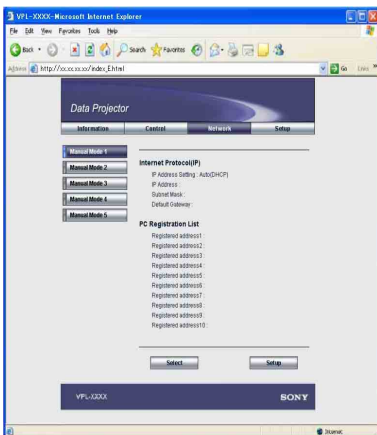 VPL-XXXX-Microsoft Internet Explorer
File Edit View Favorites Tools Help
Back Search Favorites
Address http://xx.xx.xx.xx/index_E.html Go Links
Data Projector
Information Control Network Setup
Manual Mode 1
Manual Mode 2
Manual Mode 3
Manual Mode 4
Manual Mode 5
Internet Protocol(IP)
IP Address Setting : Auto(DHCP)
IP Address :
Subnet Mask :
Default Gateway :
PC Registration List
Registered address1 :
Registered address2 :
Registered address3 :
Registered address4 :
Registered address5 :
Registered address6 :
Registered address7 :
Registered address8 :
Registered address9 :
Registered address10 :
Select Setup
VPL-XXXX SONY
Internet